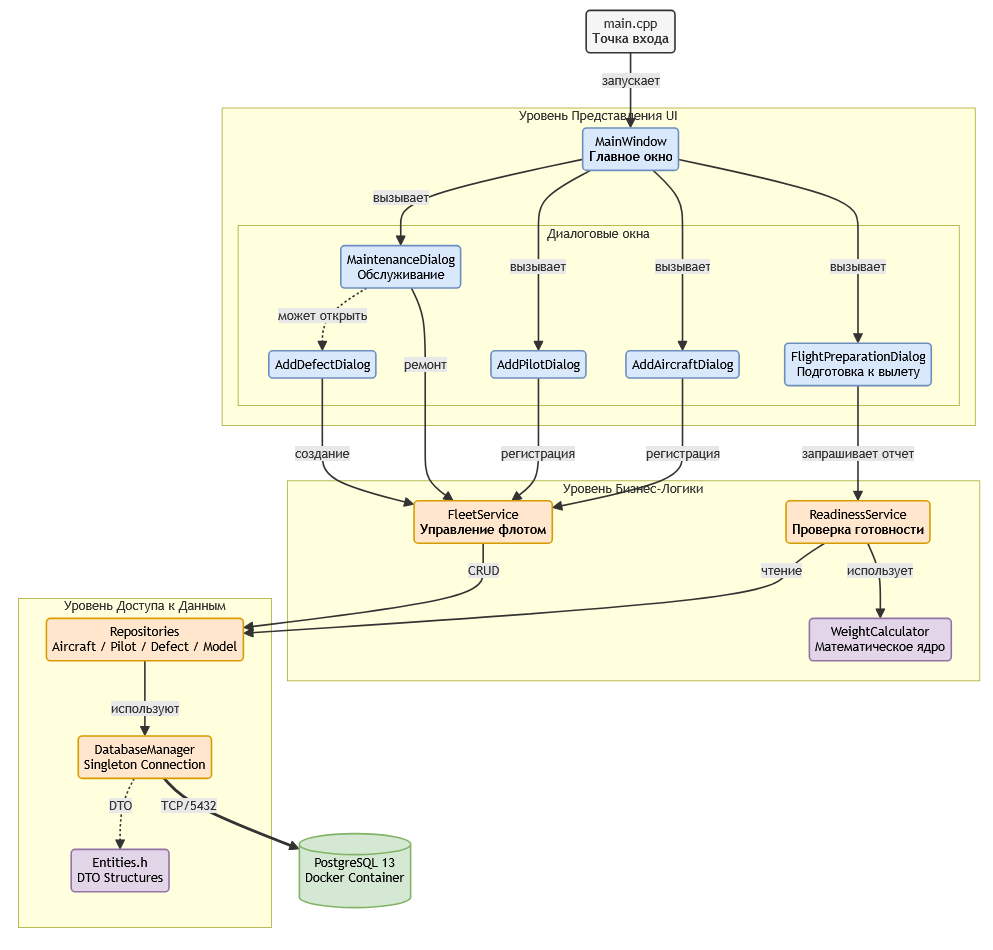 main.cpp
Точка входа
запускает
Уровень Представления UI
MainWindow
Главное окно
вызывает
Диалоговые окна
MaintenanceDialog
Обслуживание
вызывает
вызывает
вызывает
может открыть
AddDefectDialog
ремонт
AddPilotDialog
AddAircraftDialog
FlightPreparationDialog
Подготовка к вылету
создание
регистрация
регистрация
запрашивает отчет
Уровень Бизнес-Логики
FleetService
Управление флотом
ReadinessService
Проверка готовности
CRUD
чтение
использует
Уровень Доступа к Данным
Repositories
Aircraft / Pilot / Defect / Model
WeightCalculator
Математическое ядро
используют
DatabaseManager
Singleton Connection
DTO
TCP/5432
Entities.h
DTO Structures
PostgreSQL 13
Docker Container